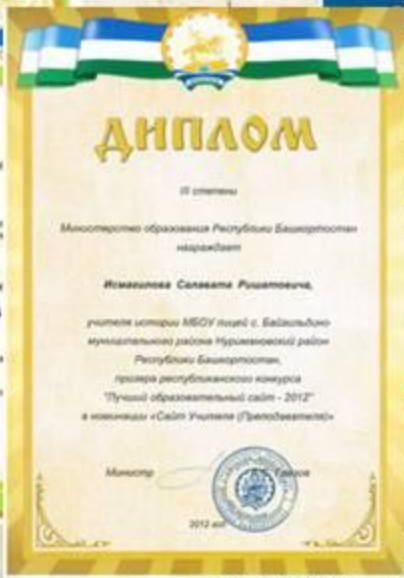 ДИПЛОМ
III степени
Министерство образования Республики Башкортостан
награждает
Исмагилова Салавата Ришатовича,
учителя истории МБОУ лицей с. Байгильдино
муниципального района Нуримановский район
Республики Башкортостан,
призера республиканского конкурса
"Лучший образовательный сайт - 2012"
в номинации «Сайт Учителя (Преподавателя)»
Министр
2012 год